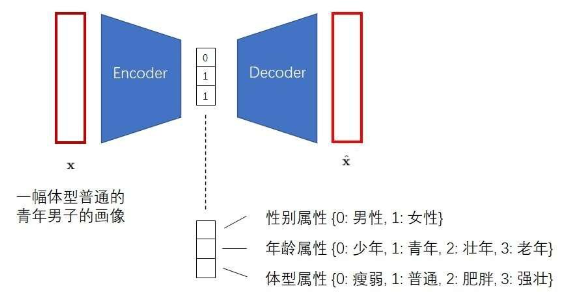 Encoder
0
1
1
Decoder
x
x̂
一幅体型普通的
青年男子的画像
性别属性 {0: 男性, 1: 女性}
年龄属性 {0: 少年, 1: 青年, 2: 壮年, 3: 老年}
体型属性 {0: 瘦弱, 1: 普通, 2: 肥胖, 3: 强壮}